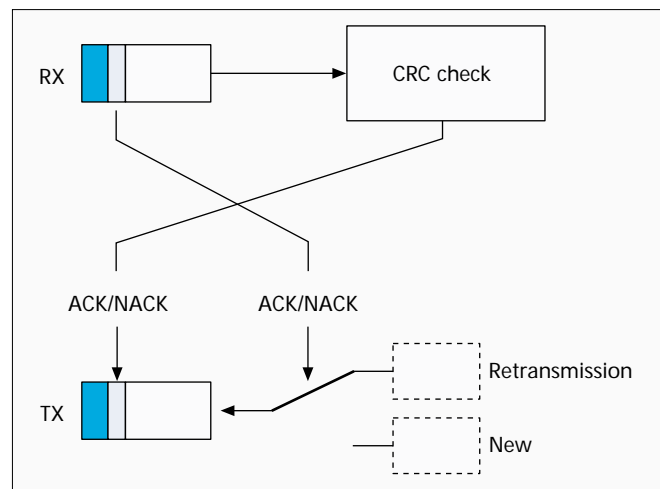 RX
CRC check
ACK/NACK
ACK/NACK
Retransmission
TX
New